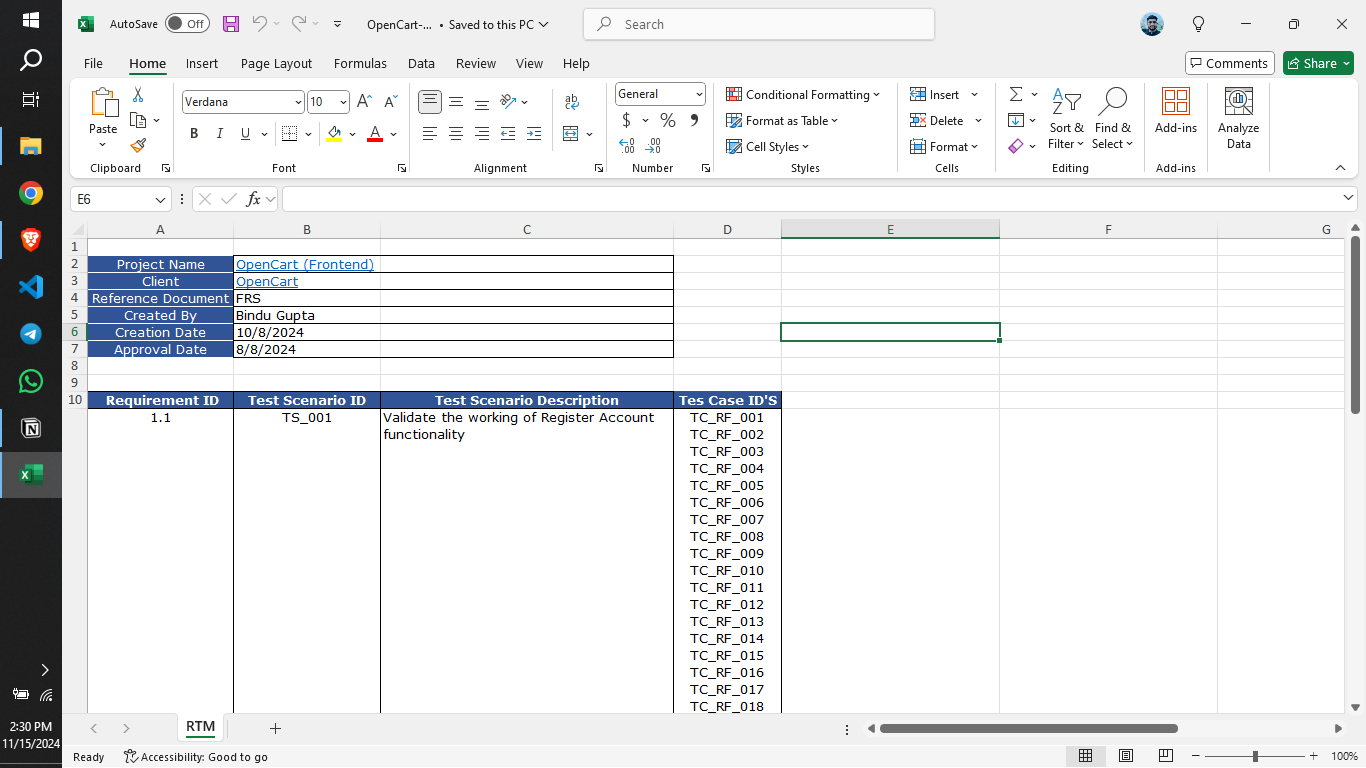 AutoSave Off OpenCart-... • Saved to this PC Search
File Home Insert Page Layout Formulas Data Review View Help Comments Share
Paste
Clipboard
Verdana 10
B I U A
Font
ab
Alignment
General
$ % 9
Number
Conditional Formatting
Format as Table
Cell Styles
Styles
Insert
Delete
Format
Cells
Sort & Filter
Find & Select
Editing
Add-ins
Add-ins
Analyze Data
E6 fx
A B C D E F G
1
2 Project Name OpenCart (Frontend)
3 Client OpenCart
4 Reference Document FRS
5 Created By Bindu Gupta
6 Creation Date 10/8/2024
7 Approval Date 8/8/2024
8
9
10 Requirement ID Test Scenario ID Test Scenario Description Tes Case ID'S
1.1 TS_001 Validate the working of Register Account functionality TC_RF_001
TC_RF_002
TC_RF_003
TC_RF_004
TC_RF_005
TC_RF_006
TC_RF_007
TC_RF_008
TC_RF_009
TC_RF_010
TC_RF_011
TC_RF_012
TC_RF_013
TC_RF_014
TC_RF_015
TC_RF_016
TC_RF_017
TC_RF_018
RTM
2:30 PM
11/15/2024
Ready Accessibility: Good to go 100%